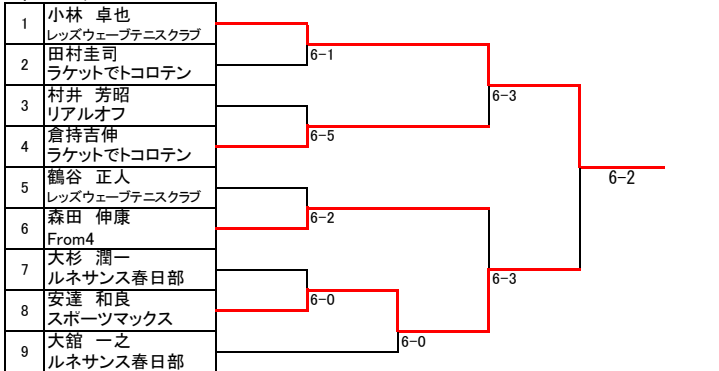 1
小林 卓也
レッズウェーブテニスクラブ
2
田村圭司
ラケットでトコロテン
6-1
3
村井 芳昭
リアルオフ
6-3
4
倉持吉伸
ラケットでトコロテン
6-5
5
鶴谷 正人
レッズウェーブテニスクラブ
6-2
6
森田 伸康
From4
6-2
7
大杉 潤一
ルネサンス春日部
6-3
8
安達 和良
スポーツマックス
6-0
9
大舘 一之
ルネサンス春日部
6-0